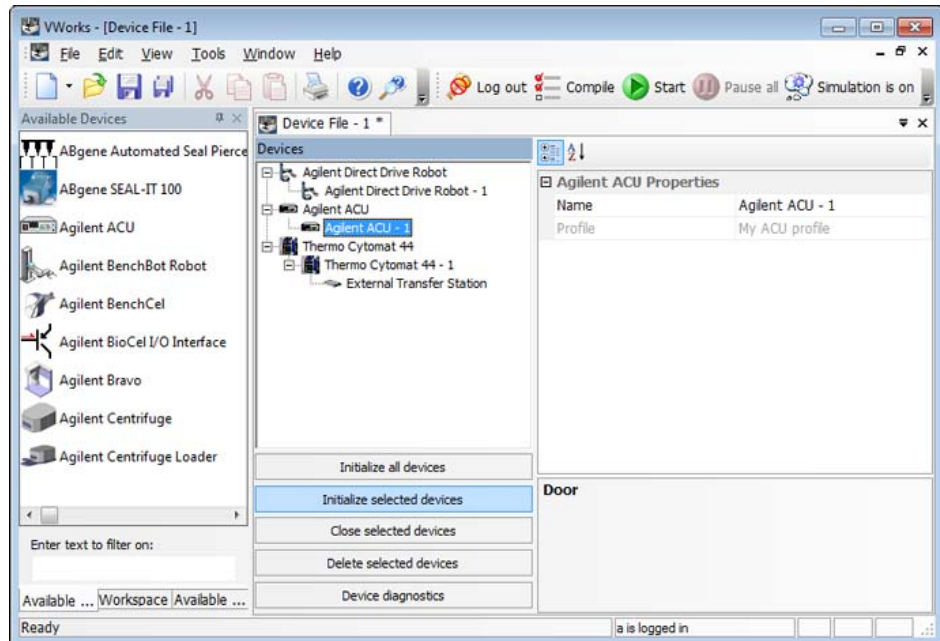 VWorks - [Device File - 1]
File Edit View Tools Window Help
Log out Compile Start Pause all Simulation is on
Available Devices
ABgene Automated Seal Pierce
ABgene SEAL-IT 100
Agilent ACU
Agilent BenchBot Robot
Agilent BenchCel
Agilent BioCel I/O Interface
Agilent Bravo
Agilent Centrifuge
Agilent Centrifuge Loader
Enter text to filter on:
Available ... Workspace Available ...
Device File - 1 *
Devices
Agilent Direct Drive Robot
Agilent Direct Drive Robot - 1
Agilent ACU
Agilent ACU - 1
Thermo Cytomat 44
Thermo Cytomat 44 - 1
External Transfer Station
Initialize all devices
Initialize selected devices
Close selected devices
Delete selected devices
Device diagnostics
Agilent ACU Properties
Name Agilent ACU - 1
Profile My ACU profile
Door
Ready a is logged in